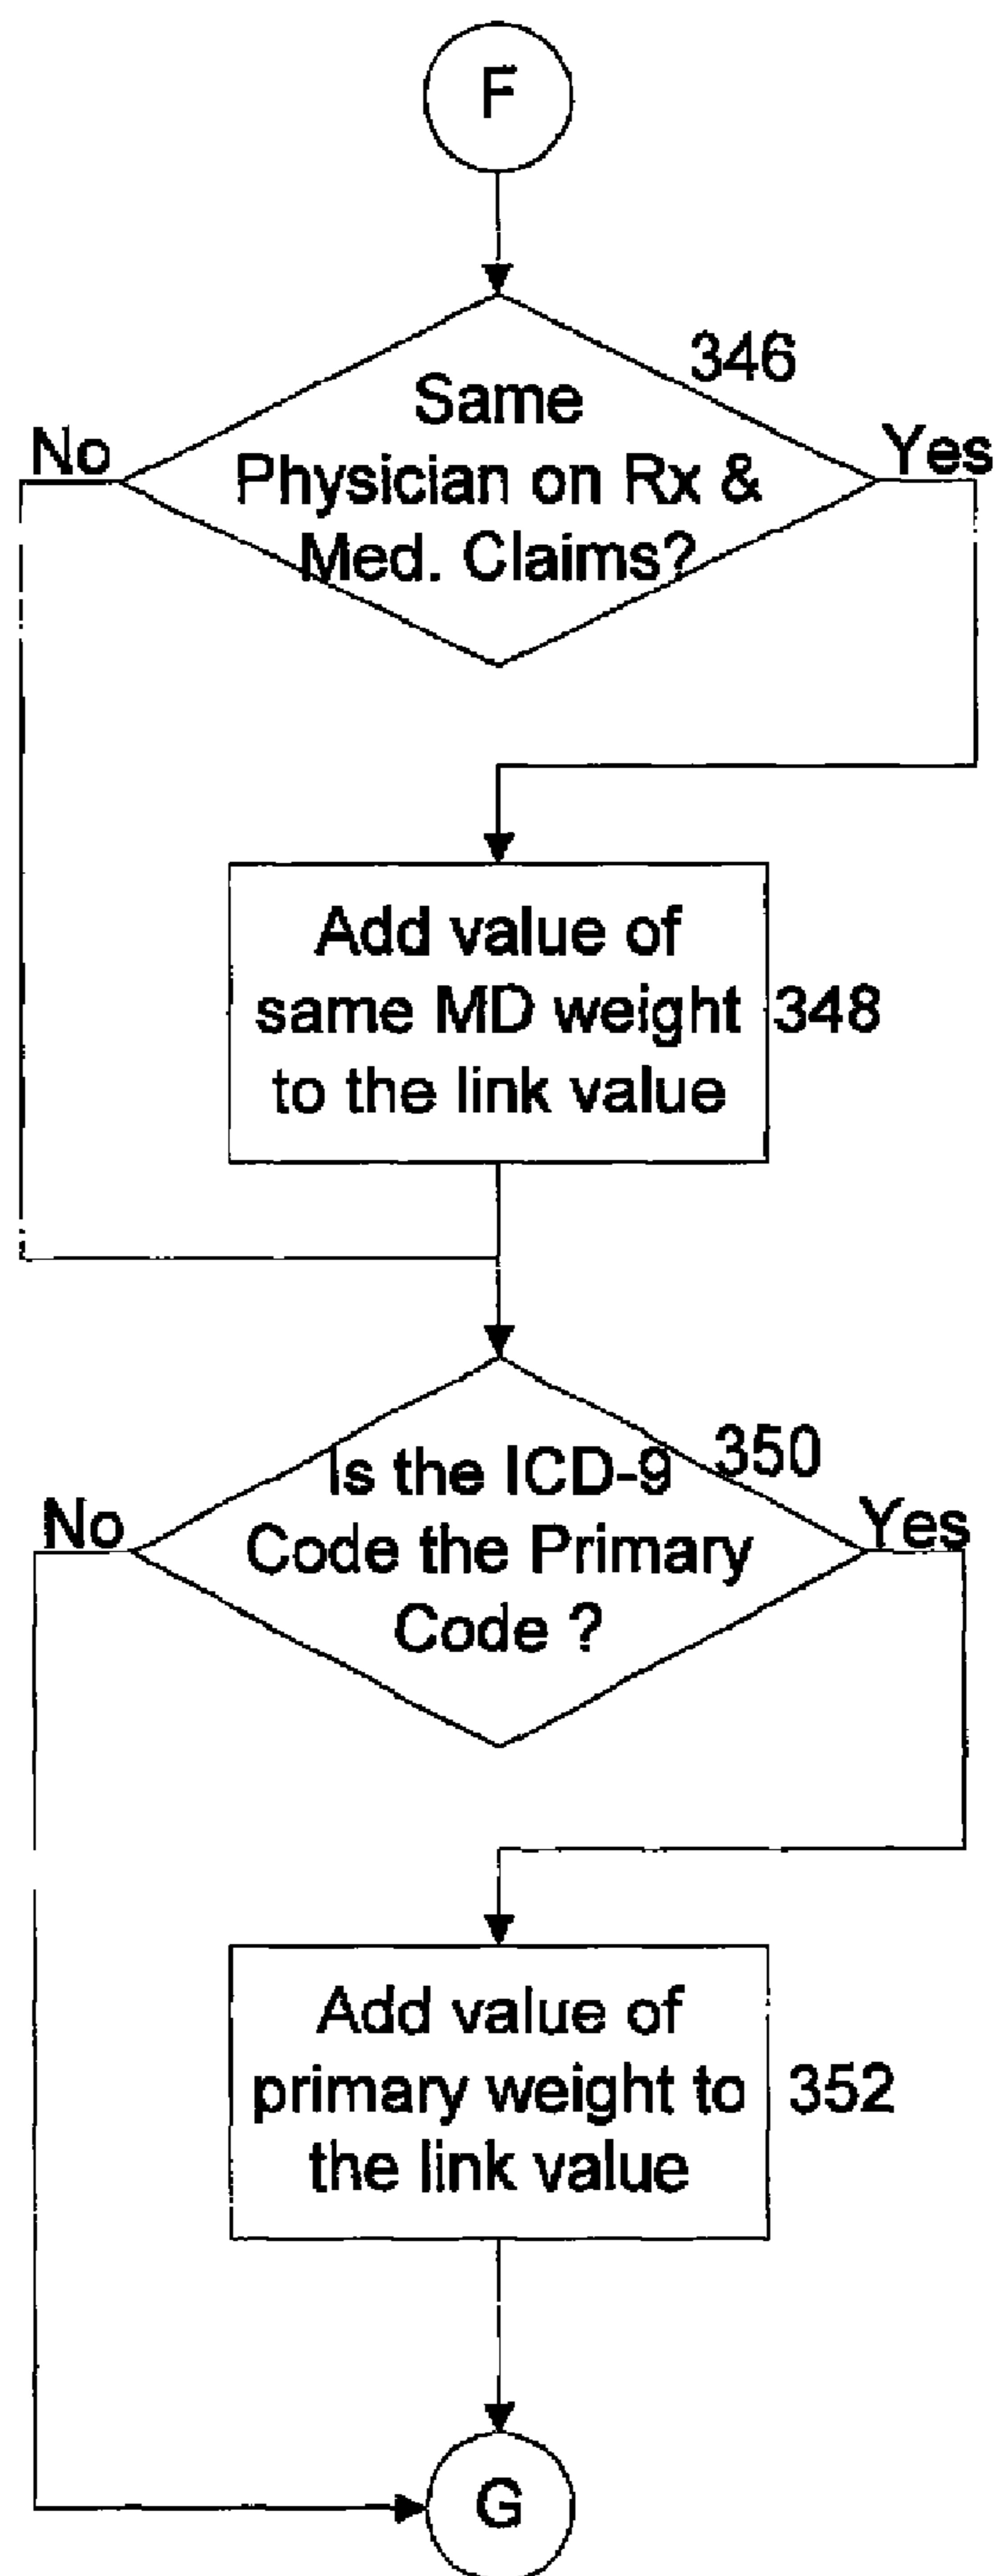 F
346
Same
Physician on Rx &
Med. Claims?
No
Yes
Add value of
same MD weight
to the link value
348
Is the ICD-9
Code the Primary
Code ?
350
No
Yes
Add value of
primary weight to
the link value
352
G